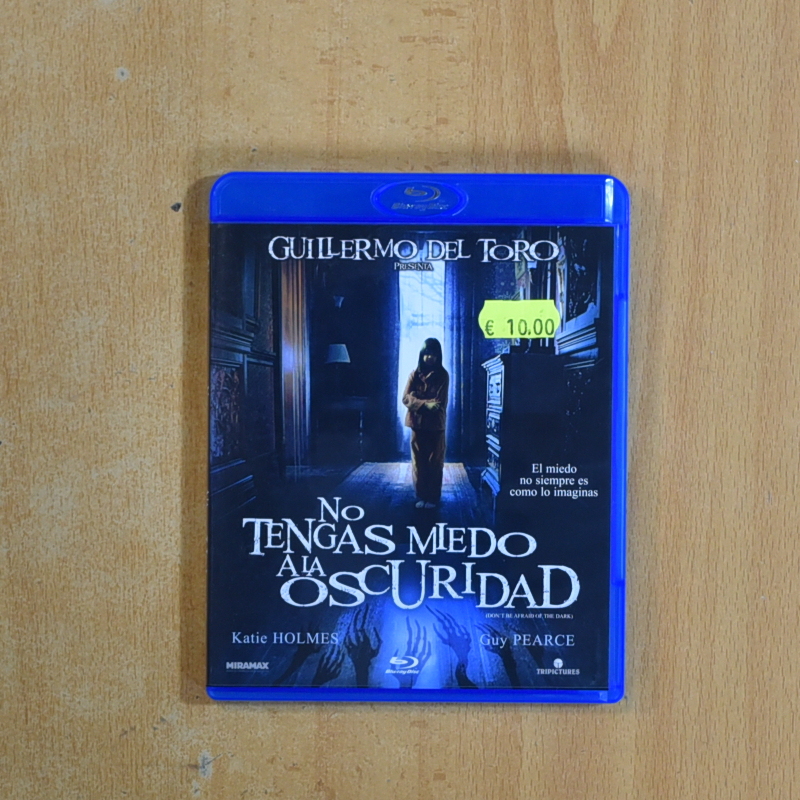 Blu-ray Disc
GUILLERMO DEL TORO
PRESENTA
€ 10.00
El miedo
no siempre es
como lo imaginas
NO
TENGAS MIEDO
A LA
OSCURIDAD
(DON'T BE AFRAID OF THE DARK)
Katie HOLMES
Guy PEARCE
MIRAMAX
Blu-ray Disc
TRIPICTURES